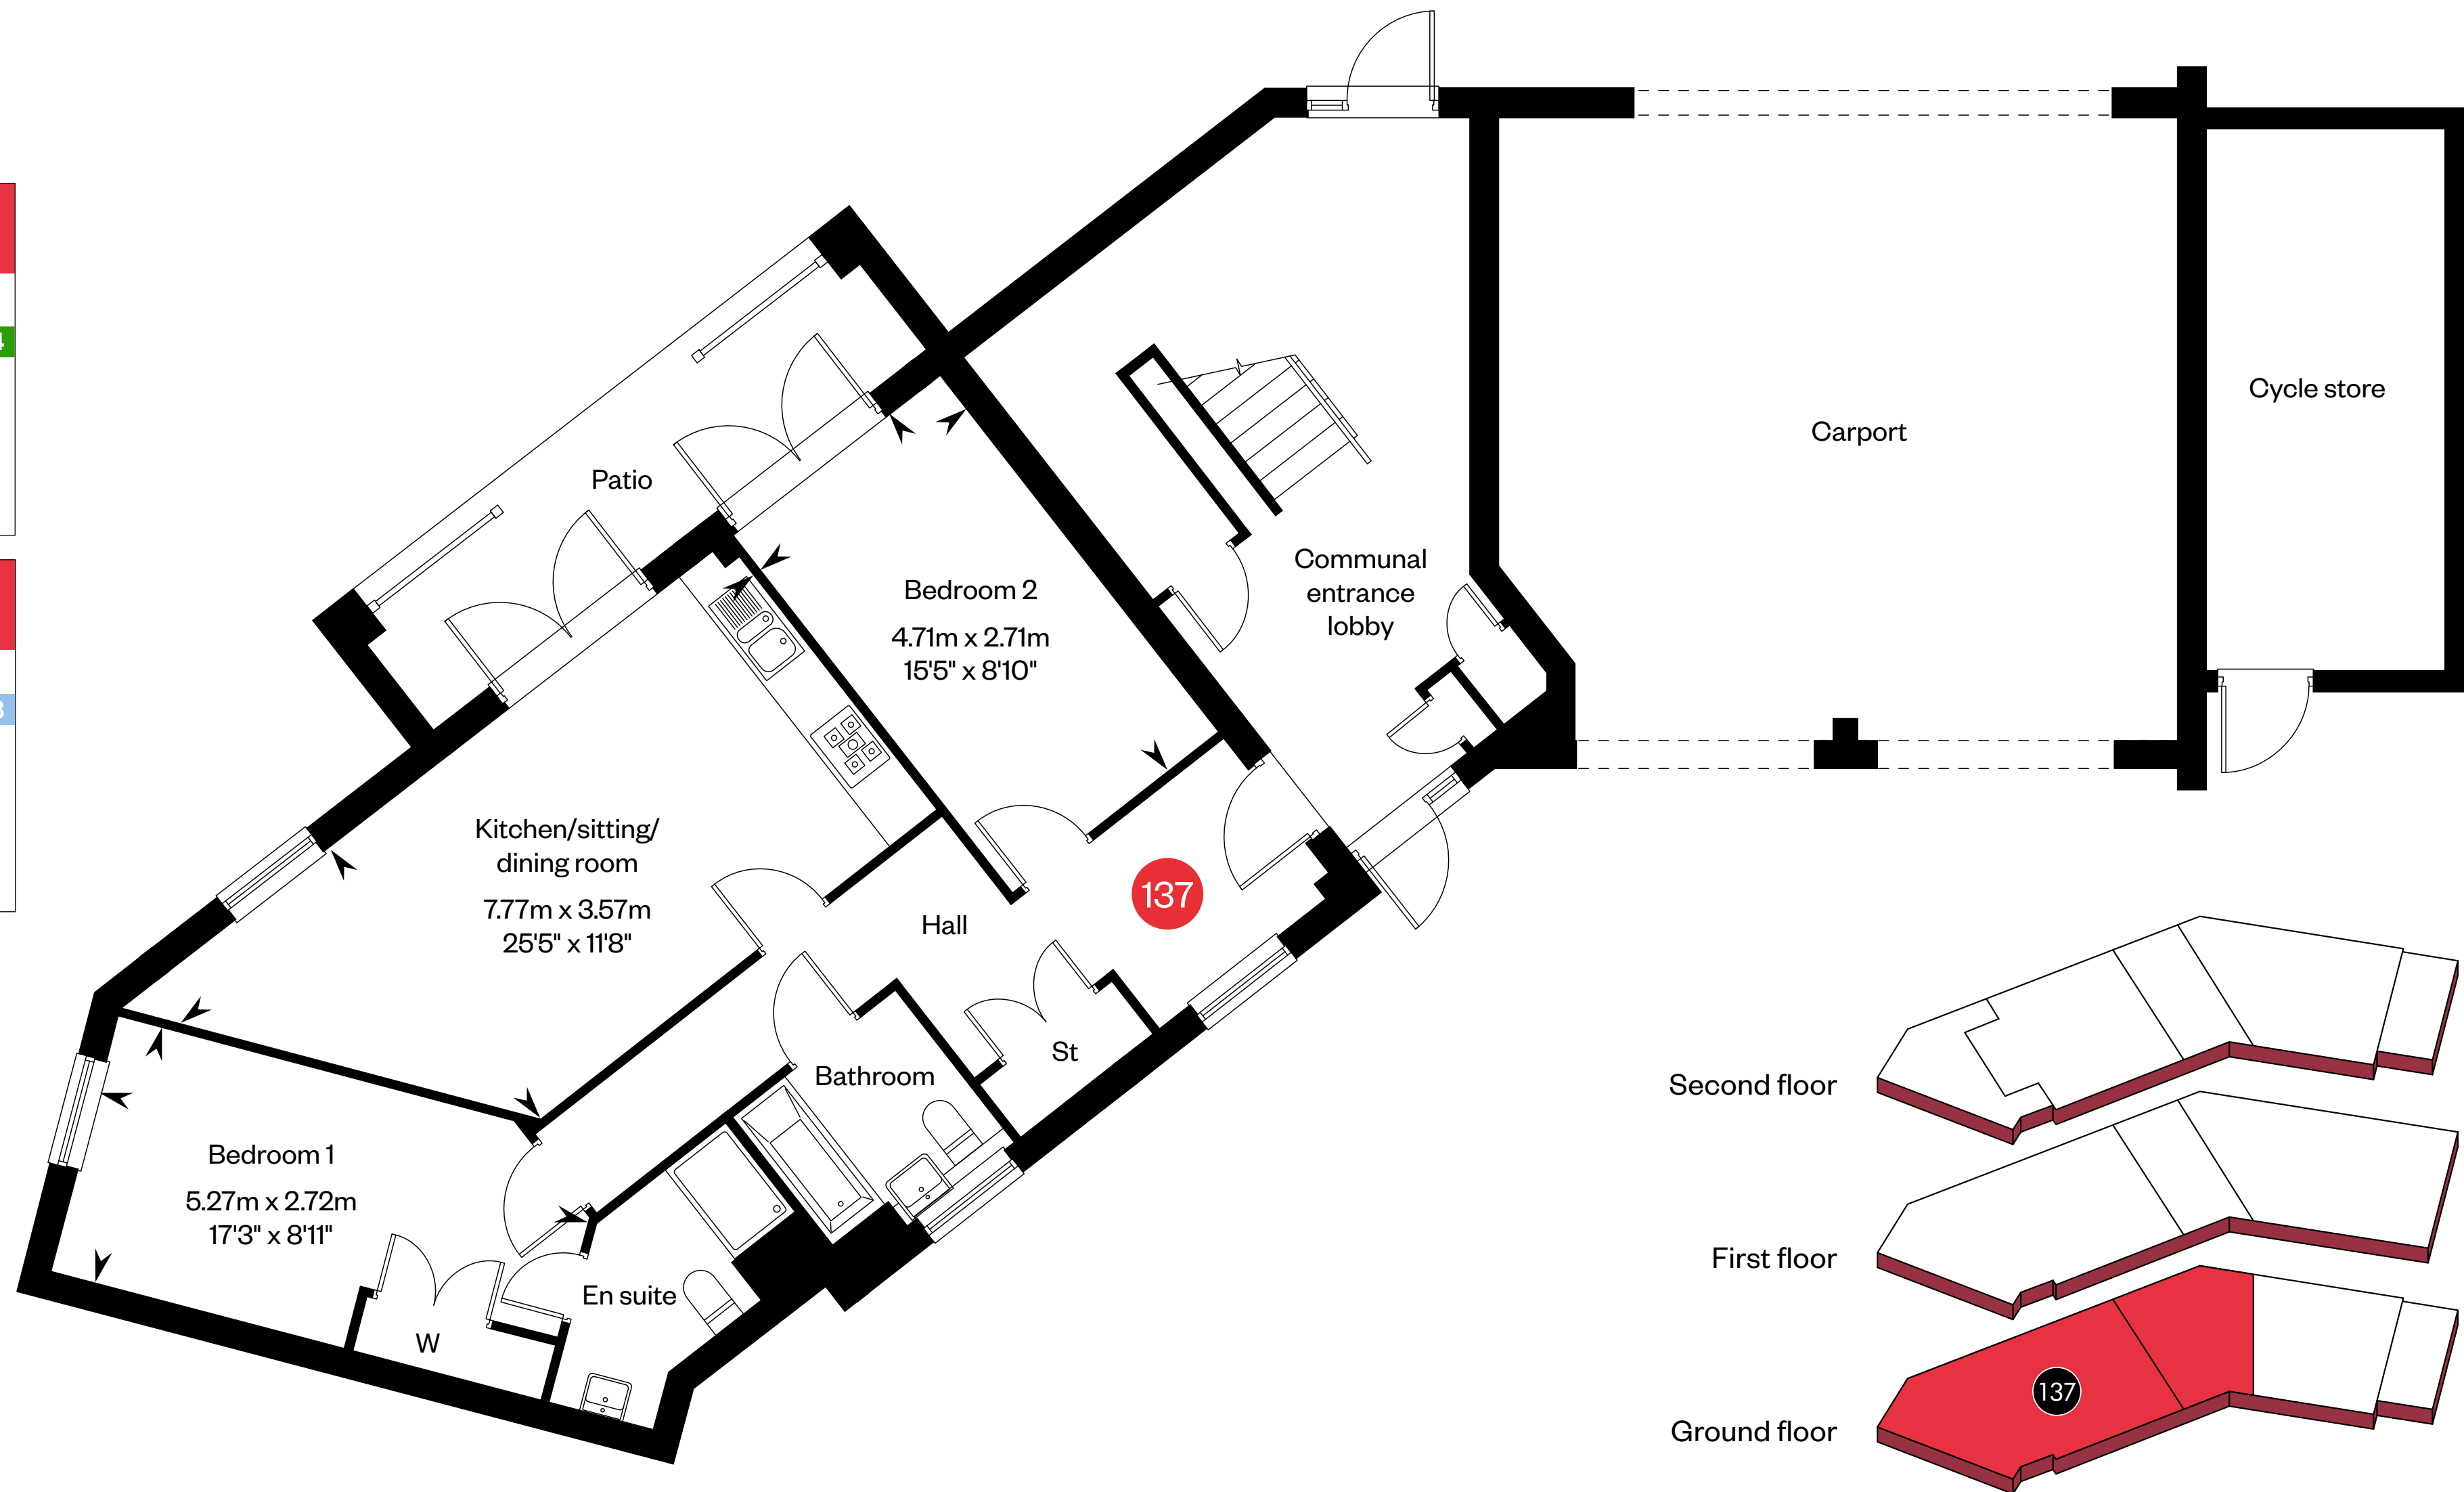 Patio
Bedroom 2
4.71m x 2.71m
15'5" x 8'10"
Communal
entrance
lobby
Carport
Cycle store
Kitchen/sitting/
dining room
7.77m x 3.57m
25'5" x 11'8"
137
Hall
St
Bathroom
Bedroom 1
5.27m x 2.72m
17'3" x 8'11"
W
En suite
Second floor
First floor
137
Ground floor